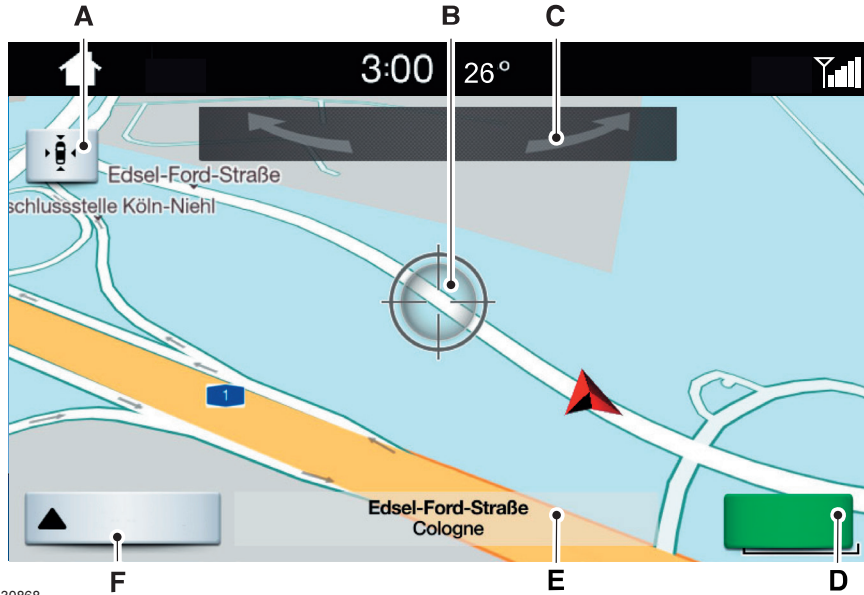 A B C
3:00 26°
Edsel-Ford-Straße
schlussstelle Köln-Niehl
1
Edsel-Ford-Straße
Cologne
F E D